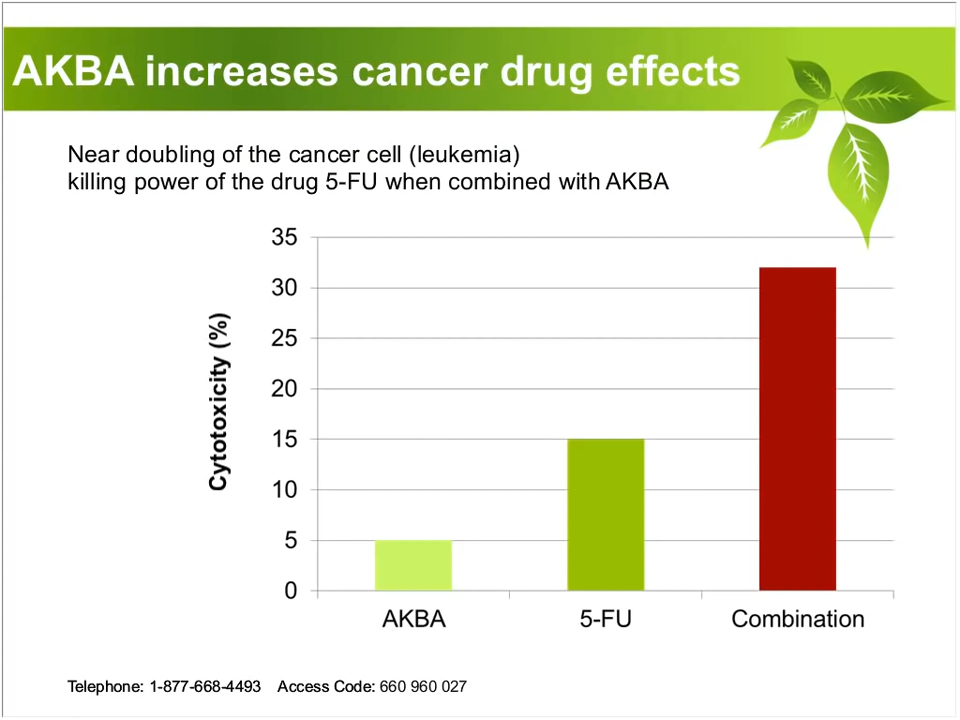 AKBA increases cancer drug effects
Near doubling of the cancer cell (leukemia)
killing power of the drug 5-FU when combined with AKBA
35
30
25
20
15
10
5
0
Cytotoxicity (%)
AKBA 5-FU Combination
Telephone: 1-877-668-4493 Access Code: 660 960 027